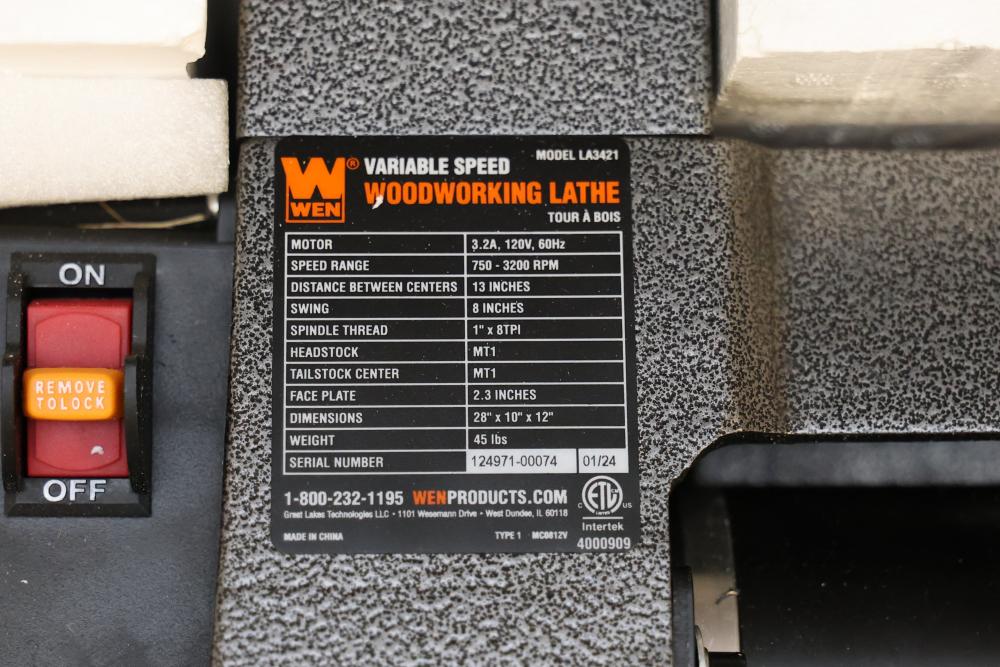 ON
REMOVE
TO LOCK
OFF
W ®
WEN
VARIABLE SPEED
MODEL LA3421
WOODWORKING LATHE
TOUR À BOIS
MOTOR 3.2A, 120V, 60Hz
SPEED RANGE 750 - 3200 RPM
DISTANCE BETWEEN CENTERS 13 INCHES
SWING 8 INCHES
SPINDLE THREAD 1" x 8TPI
HEADSTOCK MT1
TAILSTOCK CENTER MT1
FACE PLATE 2.3 INCHES
DIMENSIONS 28" x 10" x 12"
WEIGHT 45 lbs
SERIAL NUMBER 124971-00074 01/24
1-800-232-1195 WENPRODUCTS.COM
Great Lakes Technologies LLC • 1101 Wesemann Drive • West Dundee, IL 60118
MADE IN CHINA TYPE 1 MC0812V
C ETL US
LISTED
Intertek
4000909